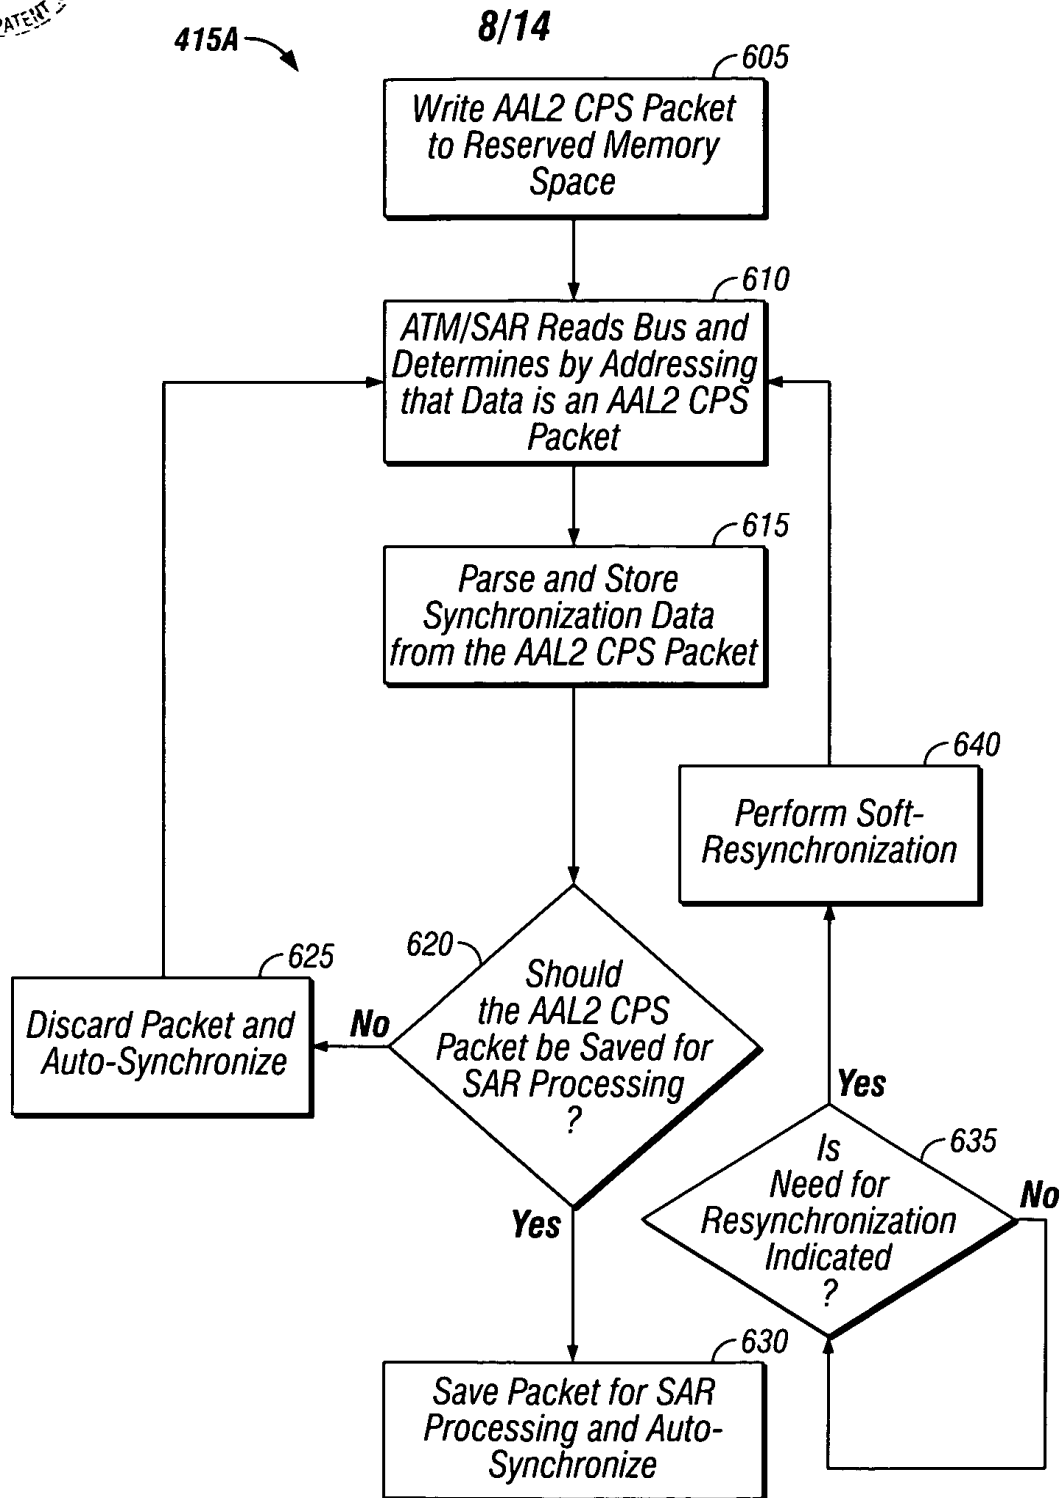 PATENT
8/14
415A
605
Write AAL2 CPS Packet
to Reserved Memory
Space
610
ATM/SAR Reads Bus and
Determines by Addressing
that Data is an AAL2 CPS
Packet
615
Parse and Store
Synchronization Data
from the AAL2 CPS Packet
640
Perform Soft-
Resynchronization
620
Should
the AAL2 CPS
Packet be Saved for
SAR Processing
?
No
625
Discard Packet and
Auto-Synchronize
Yes
635
Is
Need for
Resynchronization
Indicated
?
No
Yes
630
Save Packet for SAR
Processing and Auto-
Synchronize